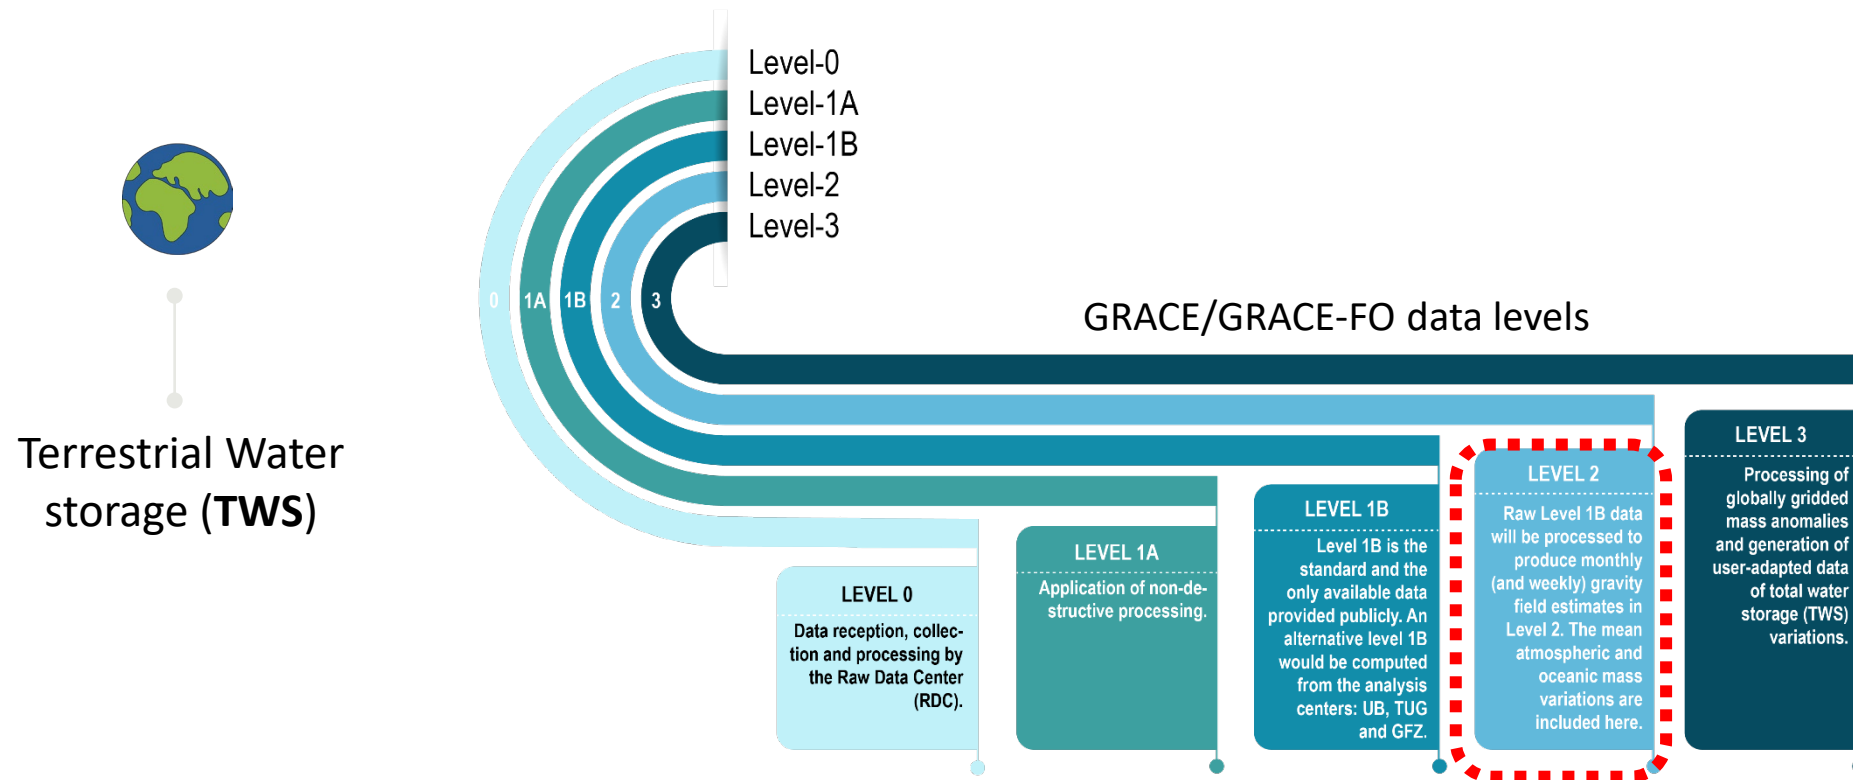 Level-0
Level-1A
Level-1B
Level-2
Level-3
0
1A
1B
2
3
GRACE/GRACE-FO data levels
Terrestrial Water
storage (TWS)
LEVEL 0
Data reception, collec-
tion and processing by
the Raw Data Center
(RDC).
LEVEL 1A
Application of non-de-
structive processing.
LEVEL 1B
Level 1B is the
standard and the
only available data
provided publicly. An
alternative level 1B
would be computed
from the analysis
centers: UB, TUG
and GFZ.
LEVEL 2
Raw Level 1B data
will be processed to
produce monthly
(and weekly) gravity
field estimates in
Level 2. The mean
atmospheric and
oceanic mass
variations are
included here.
LEVEL 3
Processing of
globally gridded
mass anomalies
and generation of
user-adapted data
of total water
storage (TWS)
variations.